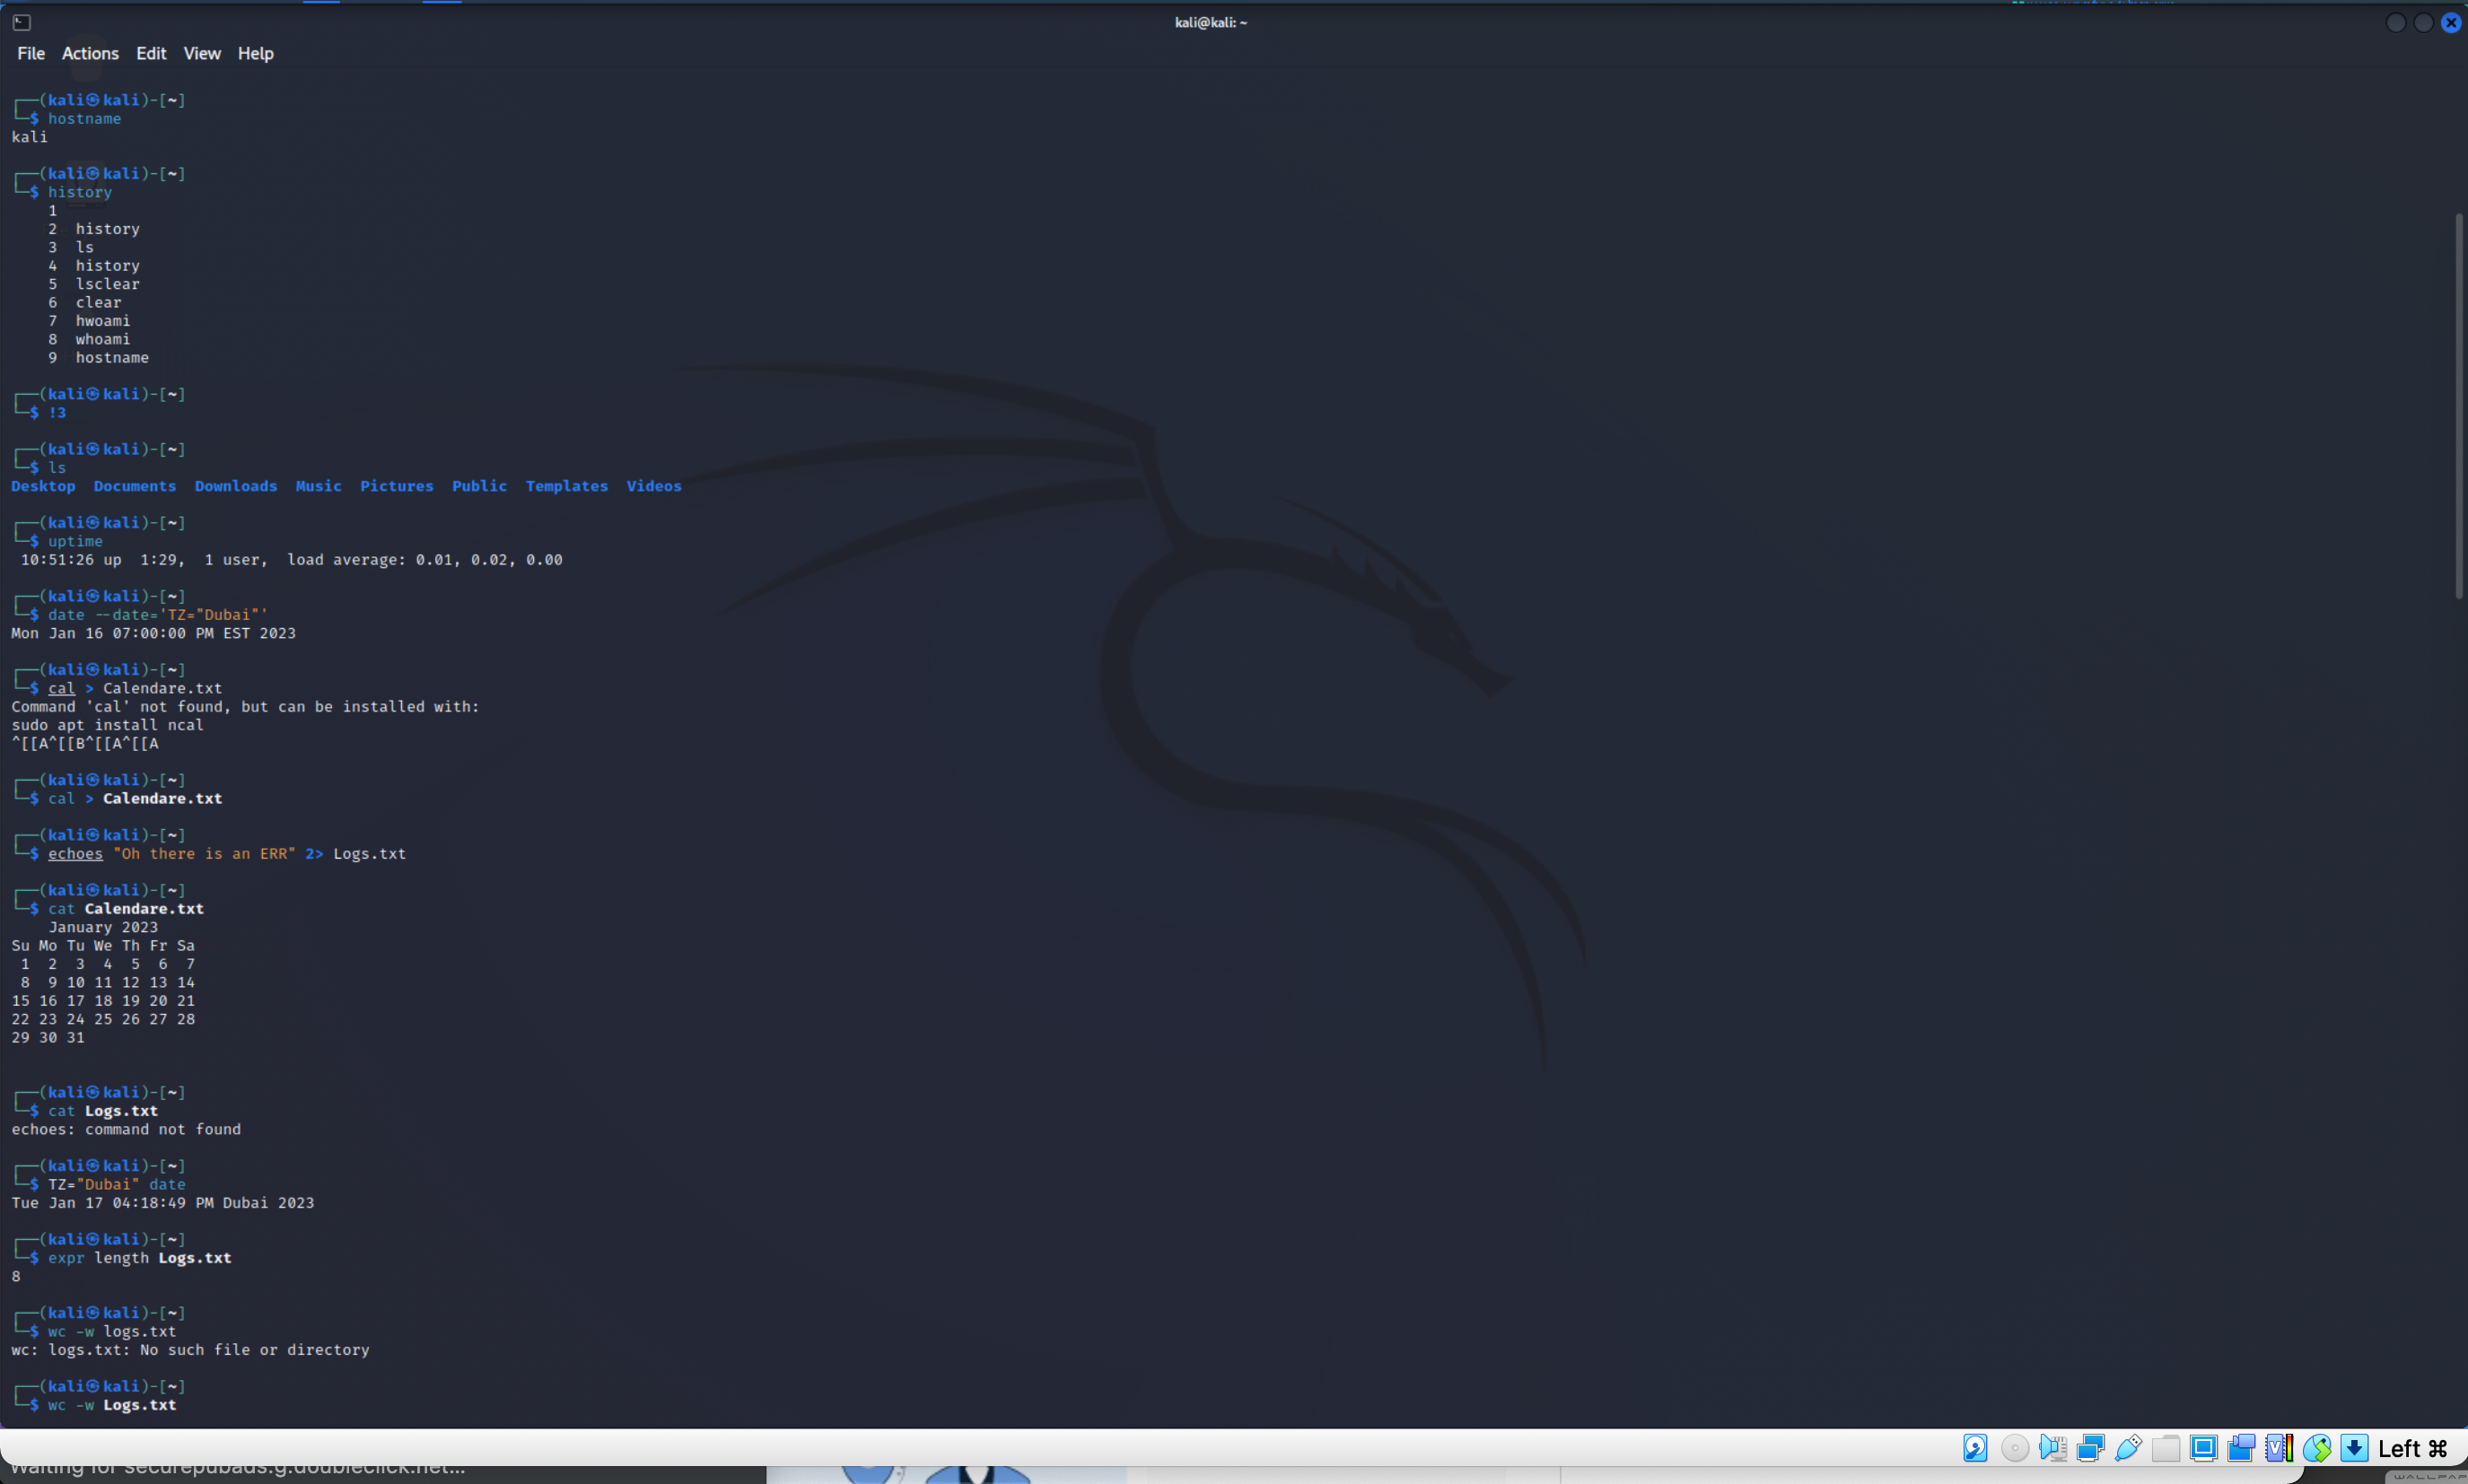 kali@kali: ~
File Actions Edit View Help
┌──(kali㉿kali)-[~]
└─$ hostname
kali
┌──(kali㉿kali)-[~]
└─$ history
    1
    2  history
    3  ls
    4  history
    5  lsclear
    6  clear
    7  hwoami
    8  whoami
    9  hostname
┌──(kali㉿kali)-[~]
└─$ !3
┌──(kali㉿kali)-[~]
└─$ ls
Desktop  Documents  Downloads  Music  Pictures  Public  Templates  Videos
┌──(kali㉿kali)-[~]
└─$ uptime
 10:51:26 up  1:29,  1 user,  load average: 0.01, 0.02, 0.00
┌──(kali㉿kali)-[~]
└─$ date --date='TZ="Dubai"'
Mon Jan 16 07:00:00 PM EST 2023
┌──(kali㉿kali)-[~]
└─$ cal > Calendare.txt
Command 'cal' not found, but can be installed with:
sudo apt install ncal
^[[A^[[B^[[A^[[A
┌──(kali㉿kali)-[~]
└─$ cal > Calendare.txt
┌──(kali㉿kali)-[~]
└─$ echoes "Oh there is an ERR" 2> Logs.txt
┌──(kali㉿kali)-[~]
└─$ cat Calendare.txt
    January 2023
Su Mo Tu We Th Fr Sa
 1  2  3  4  5  6  7
 8  9 10 11 12 13 14
15 16 17 18 19 20 21
22 23 24 25 26 27 28
29 30 31
┌──(kali㉿kali)-[~]
└─$ cat Logs.txt
echoes: command not found
┌──(kali㉿kali)-[~]
└─$ TZ="Dubai" date
Tue Jan 17 04:18:49 PM Dubai 2023
┌──(kali㉿kali)-[~]
└─$ expr length Logs.txt
8
┌──(kali㉿kali)-[~]
└─$ wc -w logs.txt
wc: logs.txt: No such file or directory
┌──(kali㉿kali)-[~]
└─$ wc -w Logs.txt
Left ⌘
Waiting for securepubads.g.doubleclick.net...